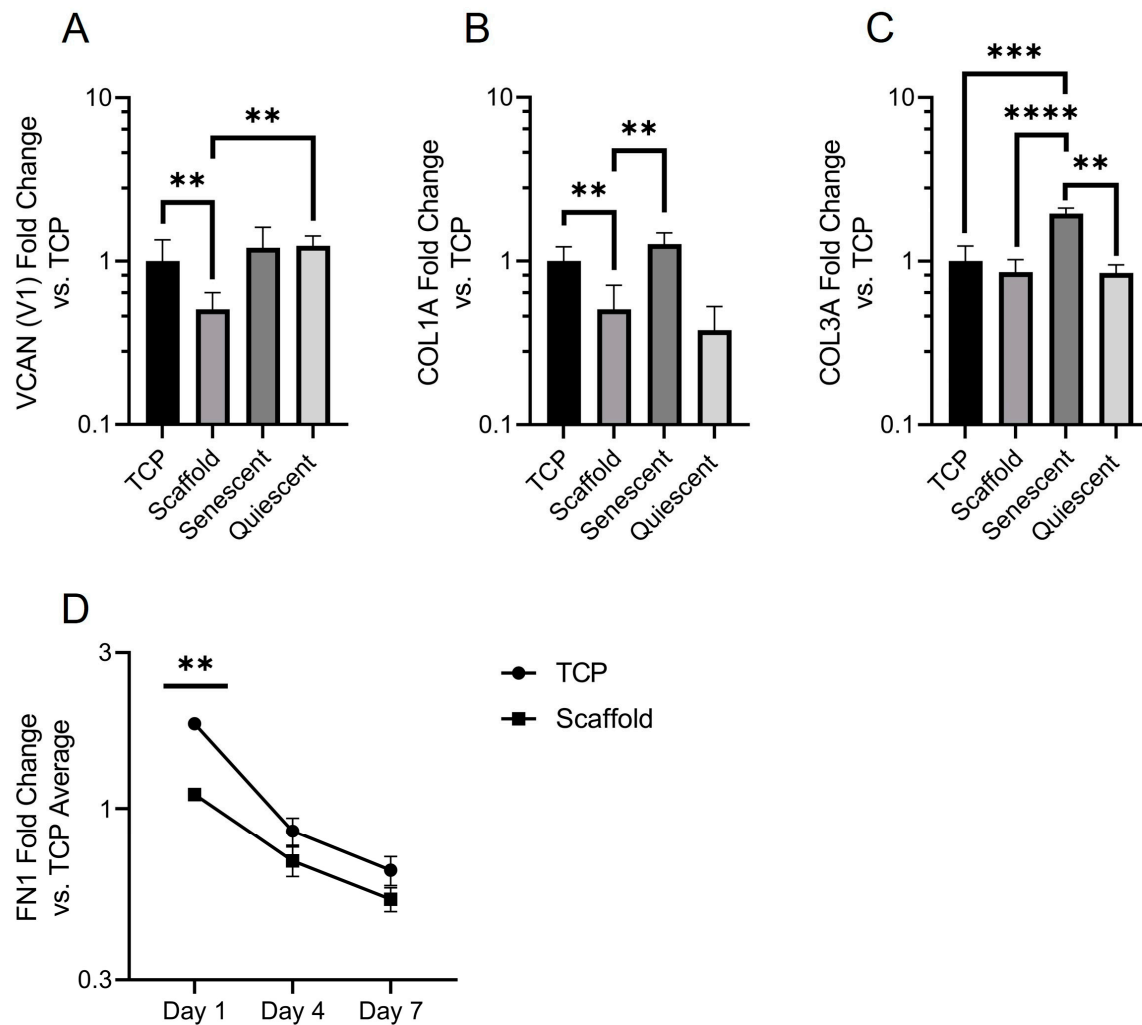 A
VCAN (V1) Fold Change
vs. TCP
10
1
0.1
**
**
TCP
Scaffold
Senescent
Quiescent
B
COL1A Fold Change
vs. TCP
10
1
0.1
**
**
TCP
Scaffold
Senescent
Quiescent
C
COL3A Fold Change
vs. TCP
10
1
0.1
***
****
**
TCP
Scaffold
Senescent
Quiescent
D
FN1 Fold Change
vs. TCP Average
3
1
0.3
**
Day 1
Day 4
Day 7
TCP
Scaffold